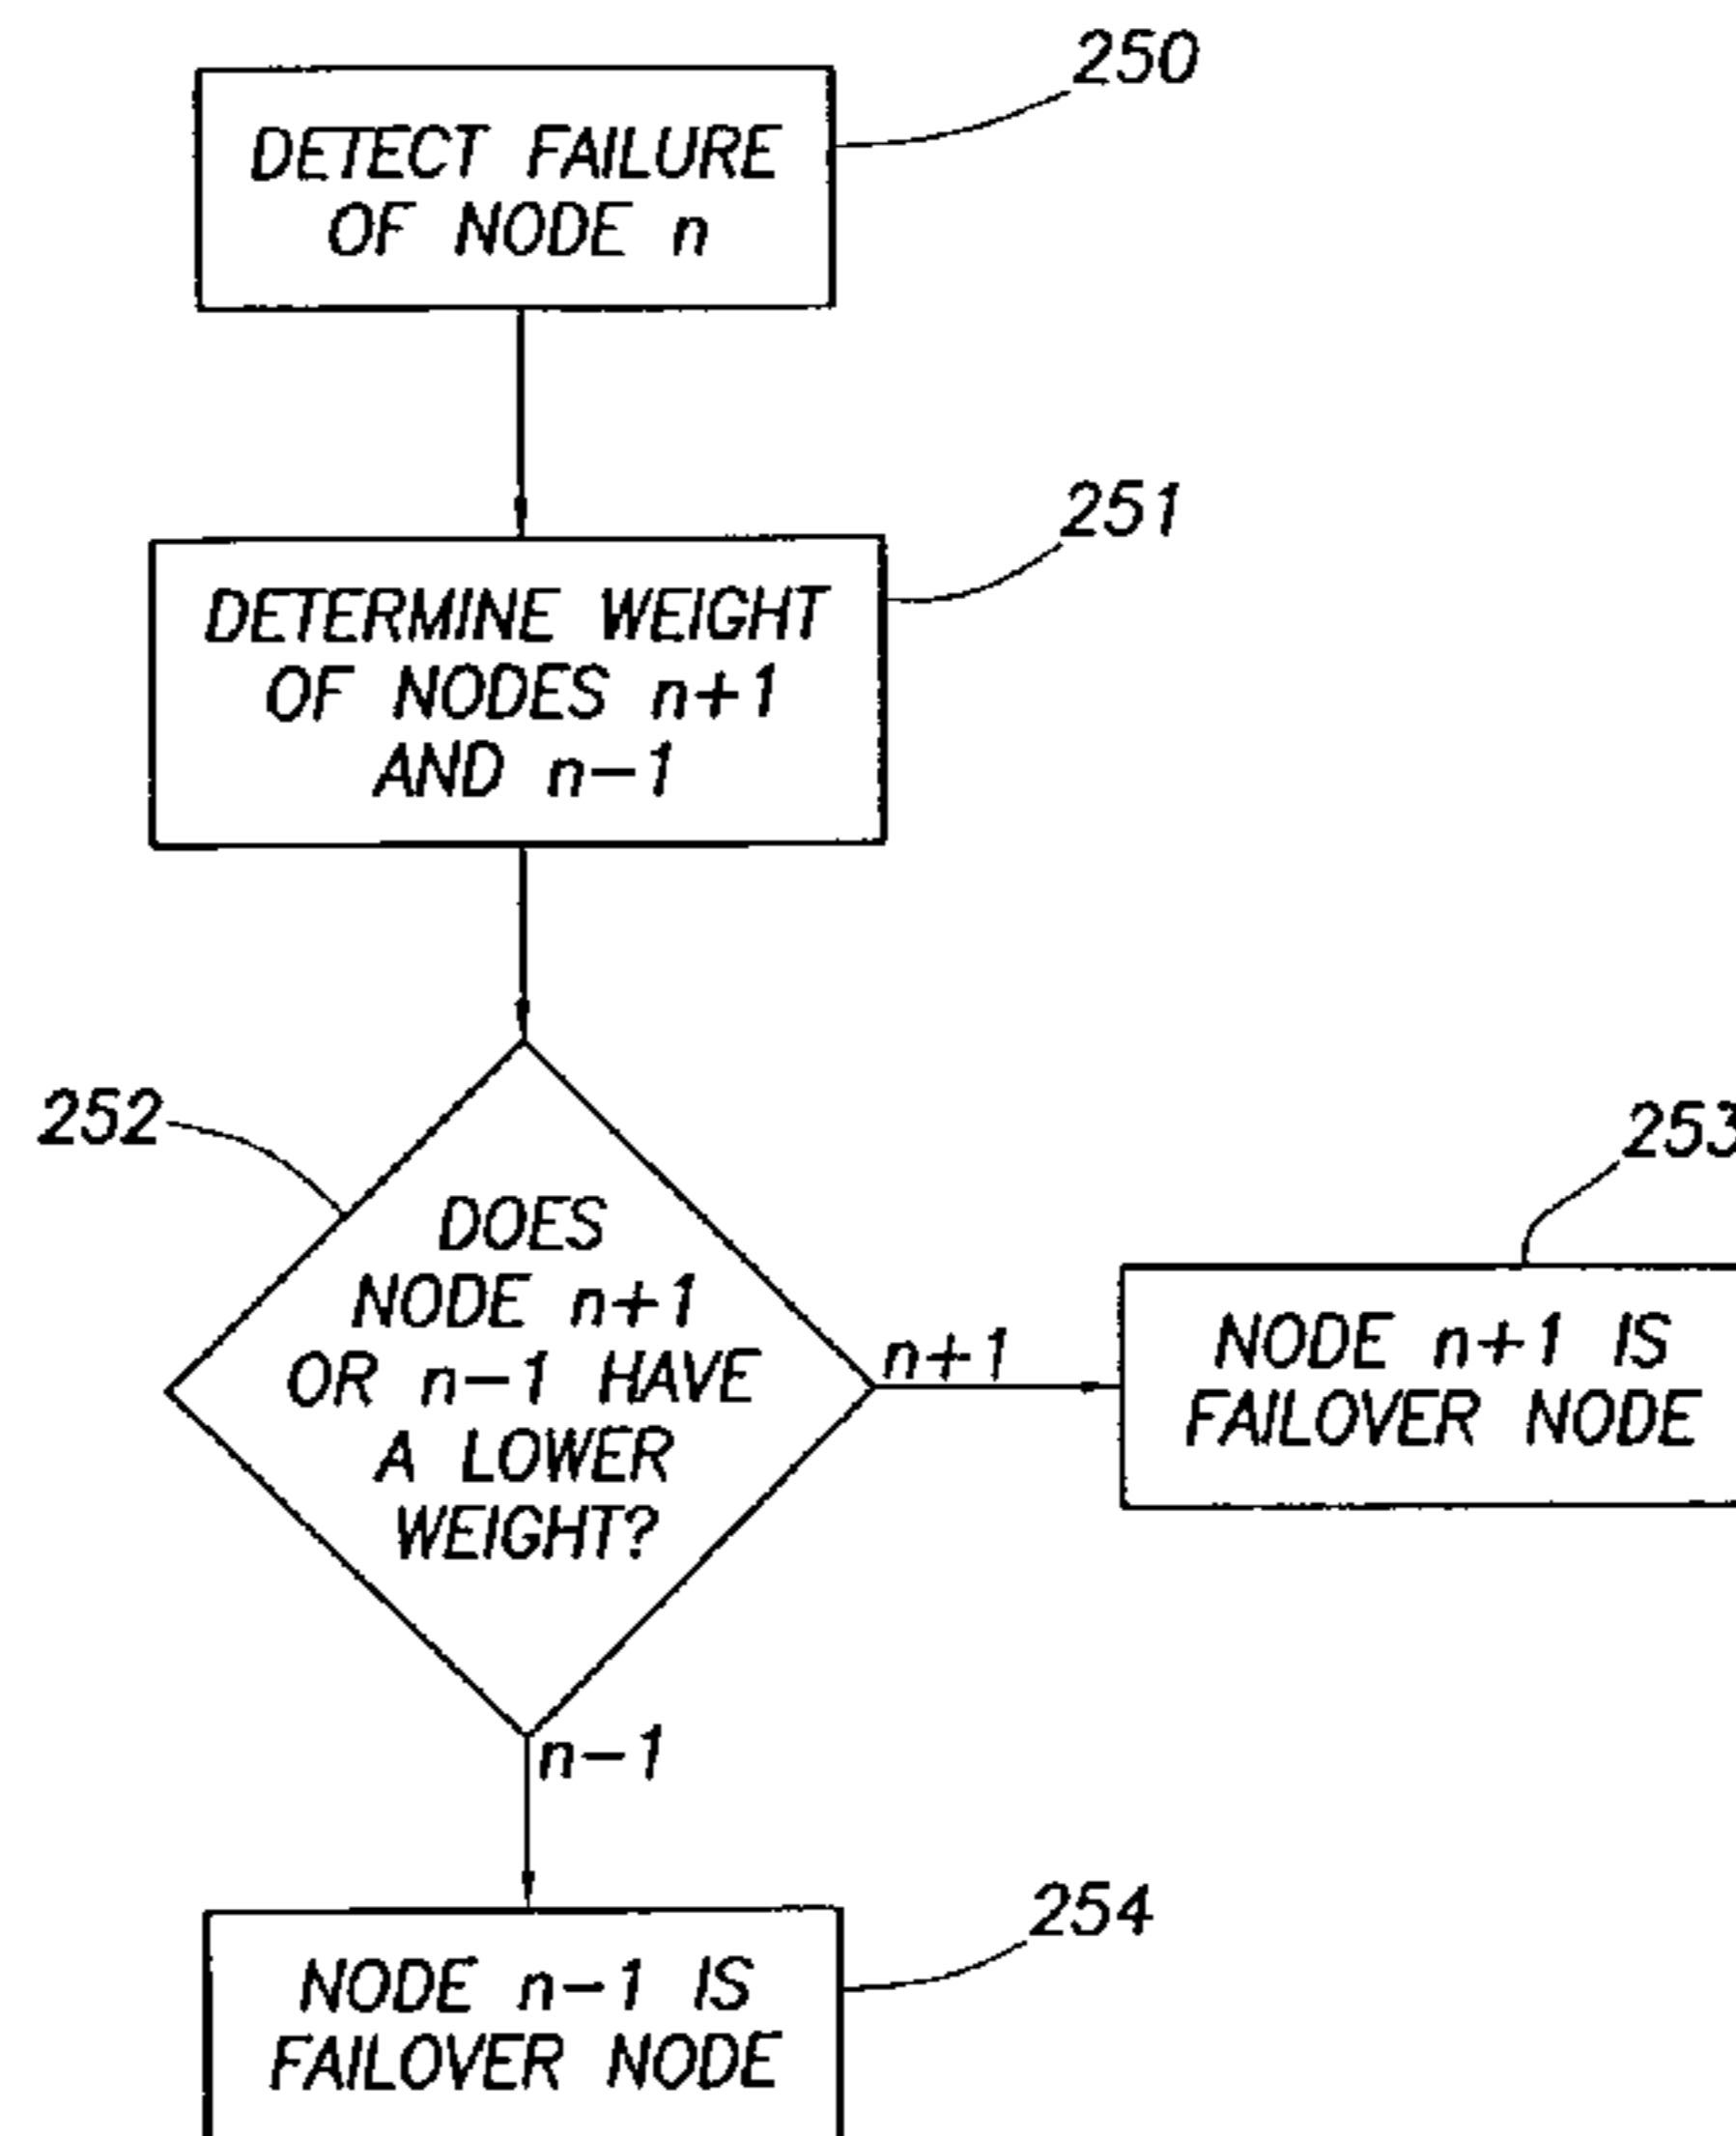 250
DETECT FAILURE
OF NODE n
251
DETERMINE WEIGHT
OF NODES n+1
AND n-1
252
DOES
NODE n+1
OR n-1 HAVE
A LOWER
WEIGHT?
n+1
253
NODE n+1 IS
FAILOVER NODE
n-1
254
NODE n-1 IS
FAILOVER NODE